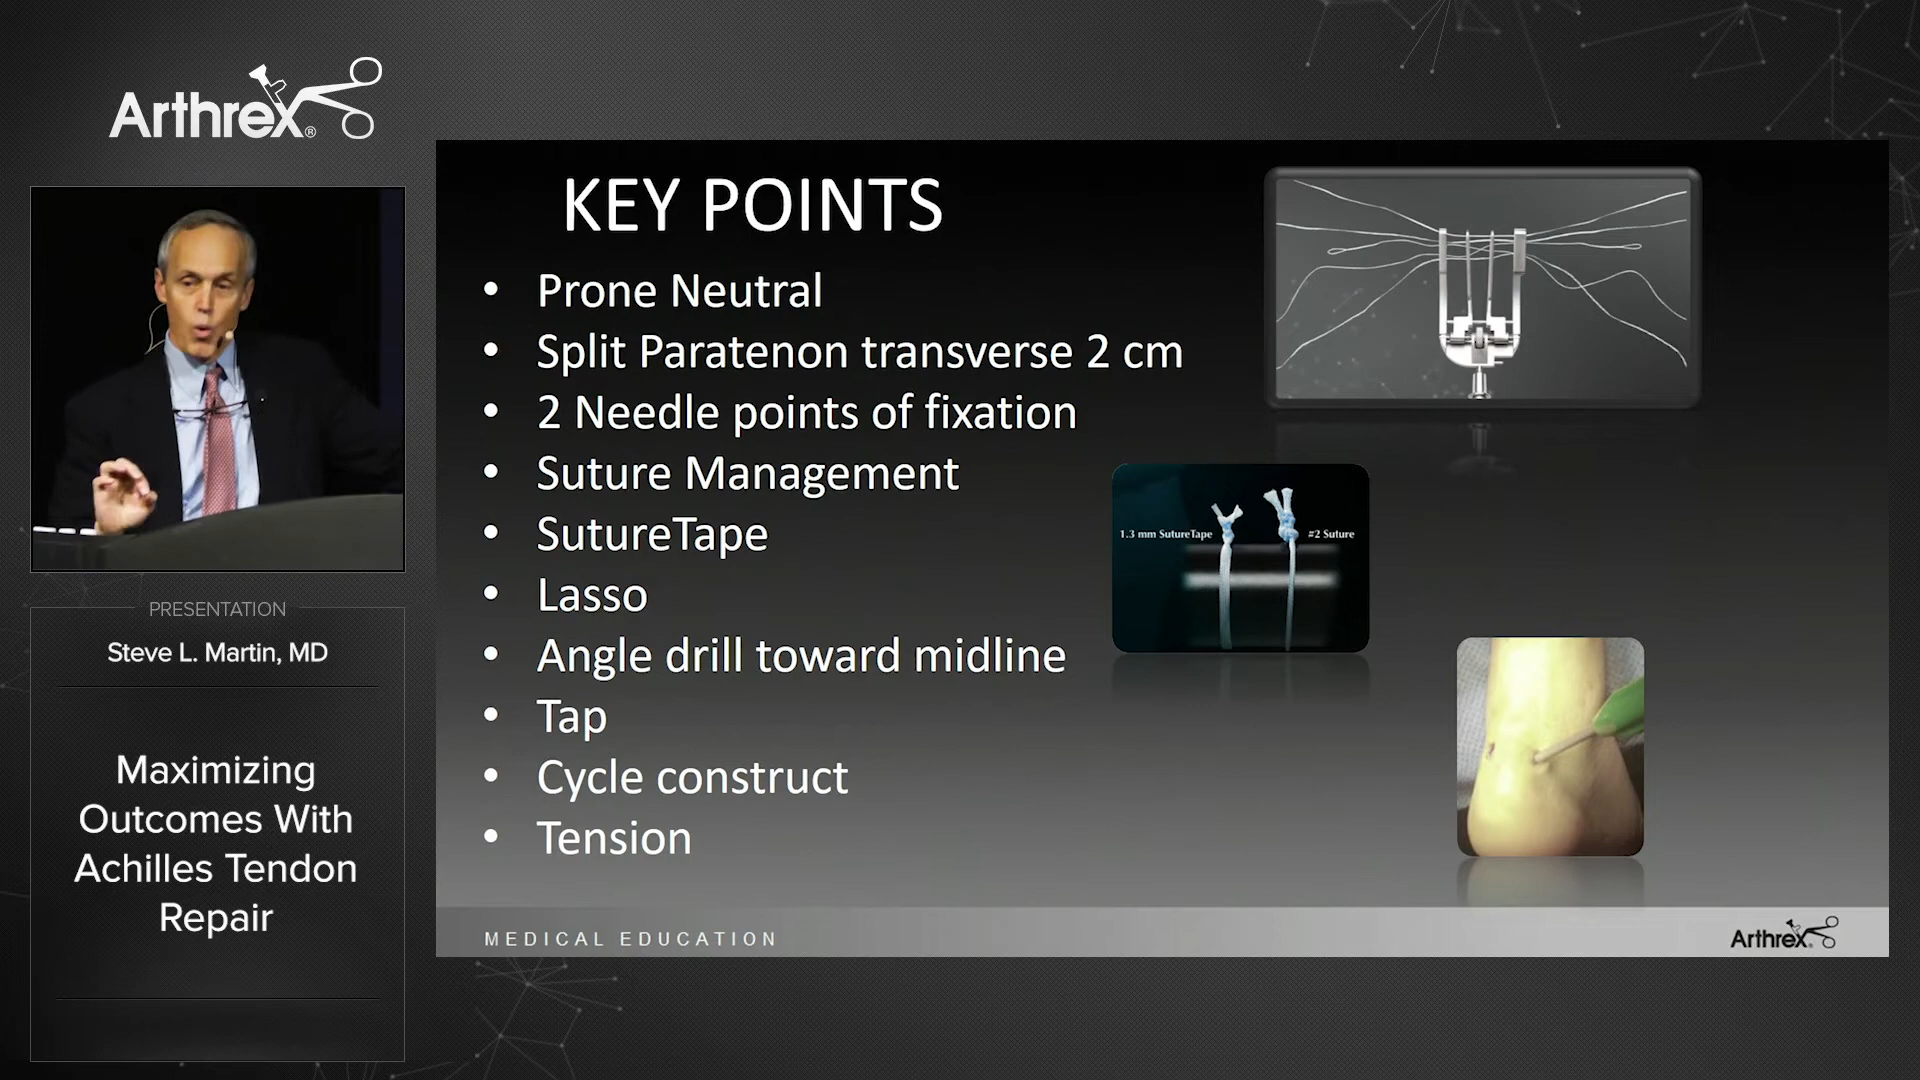 Arthrex®
PRESENTATION
Steve L. Martin, MD
Maximizing
Outcomes With
Achilles Tendon
Repair
KEY POINTS
• Prone Neutral
• Split Paratenon transverse 2 cm
• 2 Needle points of fixation
• Suture Management
• SutureTape
• Lasso
• Angle drill toward midline
• Tap
• Cycle construct
• Tension
1.3 mm SutureTape
#2 Suture
MEDICAL EDUCATION
Arthrex